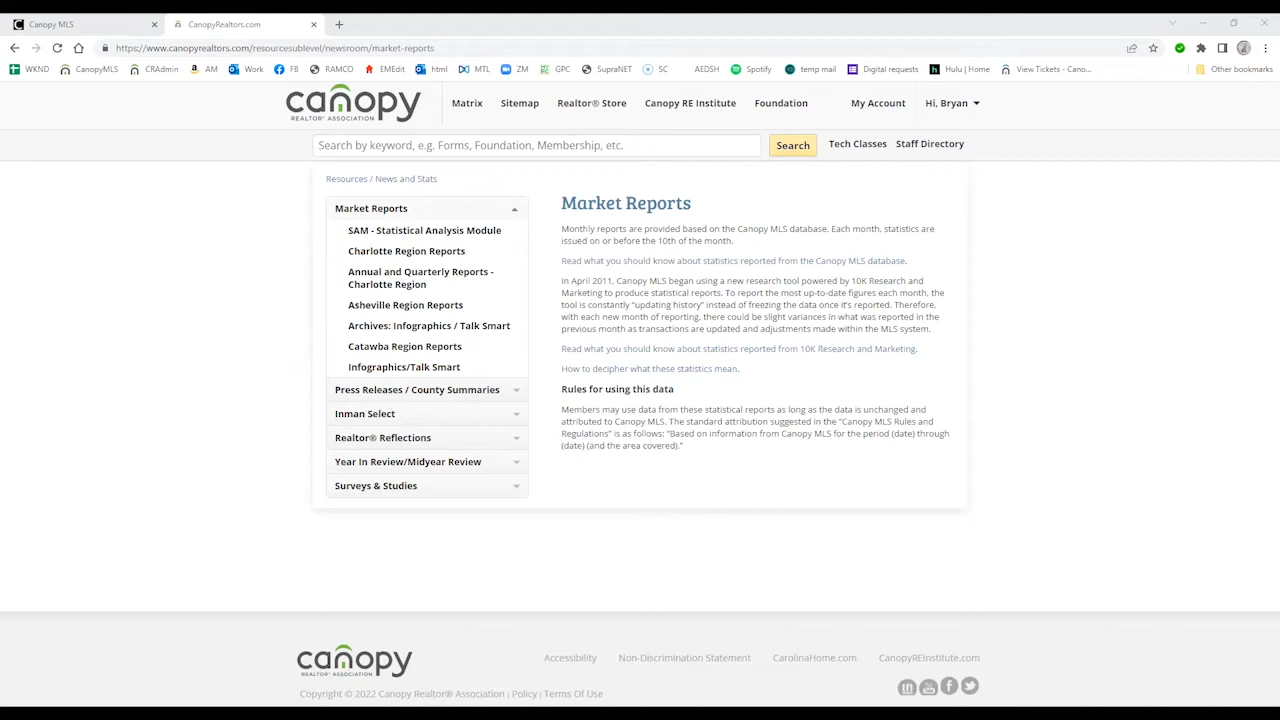 Canopy MLS
CanopyRealtors.com
https://www.canopyrealtors.com/resourcesublevel/newsroom/market-reports
WKND CanopyMLS CRAdmin AM Work FB RAMCO EMEdit html MTL ZM GPC SupraNET SC AEDSH Spotify temp mail Digital requests Hulu | Home View Tickets - Cano... Other bookmarks
canopy
REALTOR® ASSOCIATION
Matrix Sitemap Realtor® Store Canopy RE Institute Foundation My Account Hi, Bryan
Search by keyword, e.g. Forms, Foundation, Membership, etc. Search Tech Classes Staff Directory
Resources / News and Stats
Market Reports
SAM - Statistical Analysis Module
Charlotte Region Reports
Annual and Quarterly Reports -
Charlotte Region
Asheville Region Reports
Archives: Infographics / Talk Smart
Catawba Region Reports
Infographics/Talk Smart
Press Releases / County Summaries
Inman Select
Realtor® Reflections
Year In Review/Midyear Review
Surveys & Studies
Market Reports
Monthly reports are provided based on the Canopy MLS database. Each month, statistics are
issued on or before the 10th of the month.
Read what you should know about statistics reported from the Canopy MLS database.
In April 2011, Canopy MLS began using a new research tool powered by 10K Research and
Marketing to produce statistical reports. To report the most up-to-date figures each month, the
tool is constantly "updating history" instead of freezing the data once it's reported. Therefore,
with each new month of reporting, there could be slight variances in what was reported in the
previous month as transactions are updated and adjustments made within the MLS system.
Read what you should know about statistics reported from 10K Research and Marketing.
How to decipher what these statistics mean.
Rules for using this data
Members may use data from these statistical reports as long as the data is unchanged and
attributed to Canopy MLS. The standard attribution suggested in the "Canopy MLS Rules and
Regulations" is as follows: "Based on information from Canopy MLS for the period (date) through
(date) (and the area covered)."
canopy
REALTOR® ASSOCIATION
Accessibility Non-Discrimination Statement CarolinaHome.com CanopyREInstitute.com
Copyright © 2022 Canopy Realtor® Association | Policy | Terms Of Use